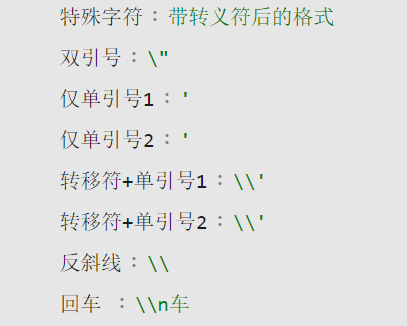 特殊字符：带转义符后的格式
双引号：\"
仅单引号1：'
仅单引号2：'
转移符+单引号1：\\'
转移符+单引号2：\\'
反斜线：\\
回车 ：\\n车